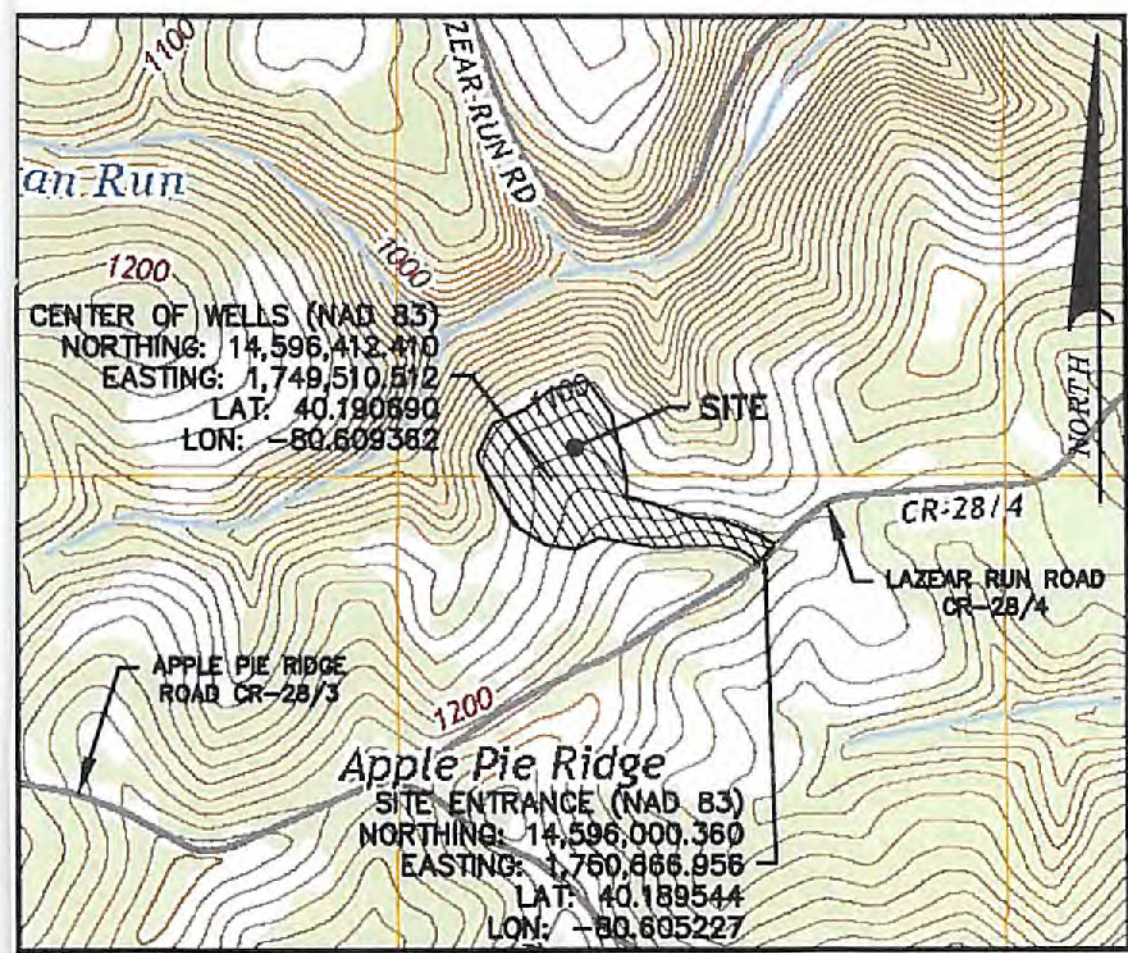 1100
ZEAR RUN RD
an Run
1200
1000
CENTER OF WELLS (NAD 83)
NORTHING: 14,596,412.410
EASTING: 1,749,510.512
LAT: 40.190690
LON: -80.609362
1100
SITE
NORTH
CR-28/4
LAZEAR RUN ROAD
CR-28/4
APPLE PIE RIDGE
ROAD CR-28/3
1200
Apple Pie Ridge
SITE ENTRANCE (NAD 83)
NORTHING: 14,596,000.360
EASTING: 1,760,666.956
LAT: 40.189544
LON: -80.605227